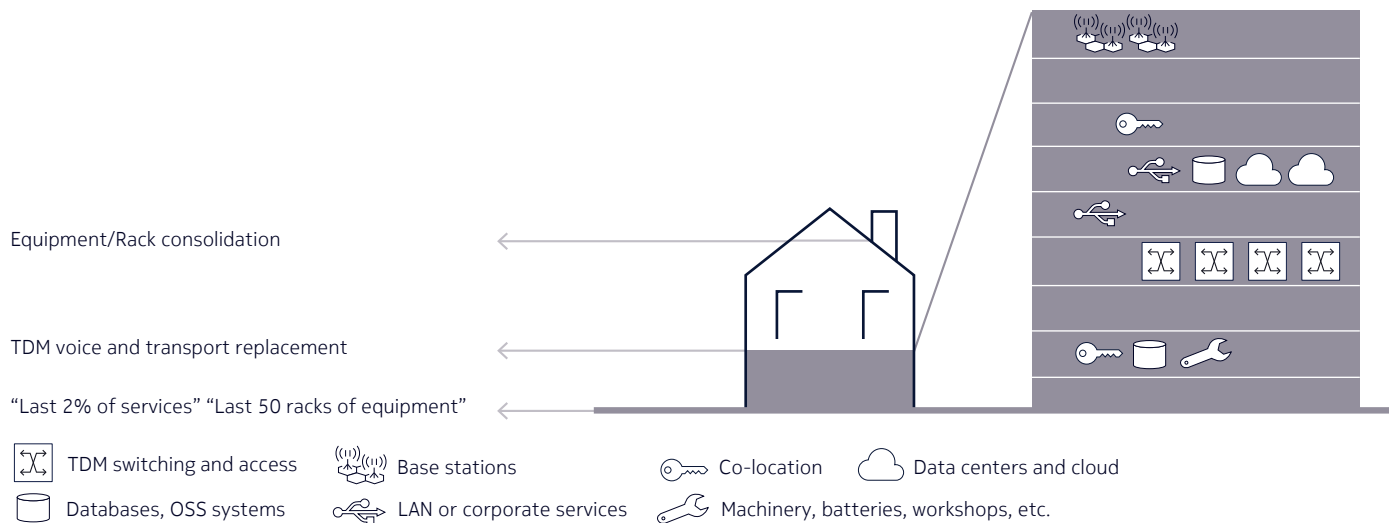 Equipment/Rack consolidation
TDM voice and transport replacement
“Last 2% of services” “Last 50 racks of equipment”
TDM switching and access
Base stations
Co-location
Data centers and cloud
Databases, OSS systems
LAN or corporate services
Machinery, batteries, workshops, etc.